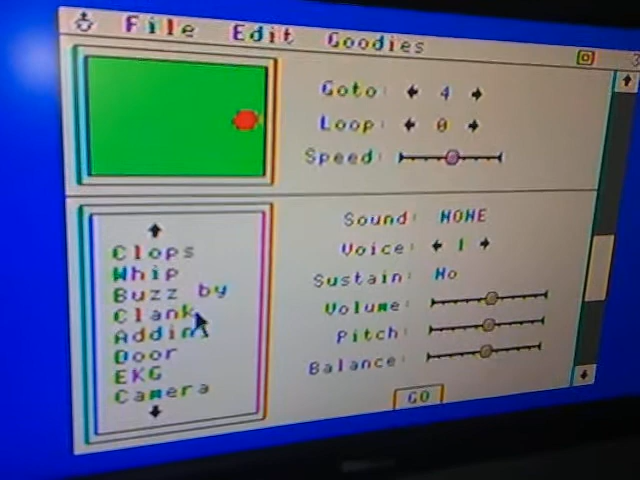 File Edit Goodies
Goto: 4
Loop: 0
Speed:
Sound: NONE
Voice: 1
Sustain: No
Volume:
Pitch:
Balance:
GO
Clops
Whip
Buzz by
Clank
Door
EKG
Camera